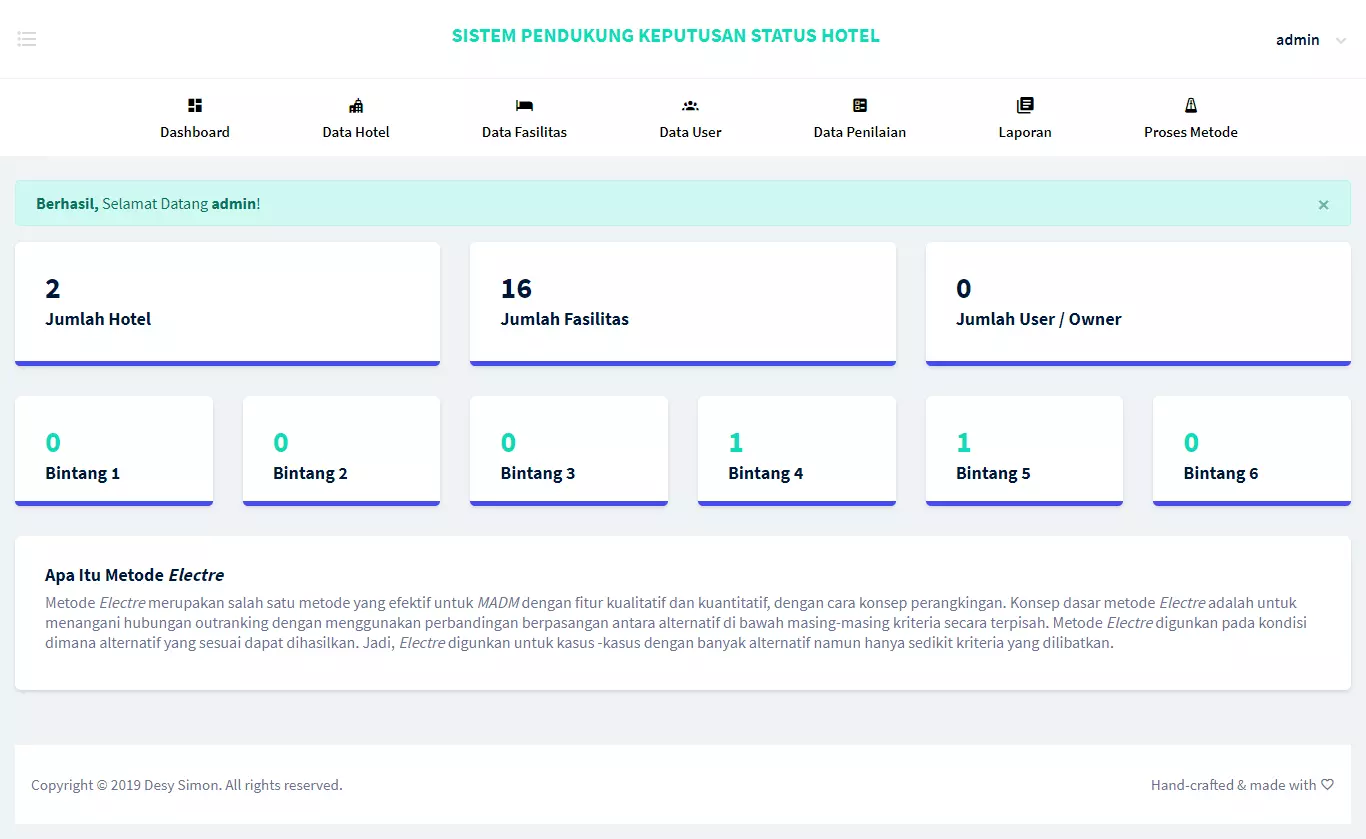 SISTEM PENDUKUNG KEPUTUSAN STATUS HOTEL
admin
Dashboard
Data Hotel
Data Fasilitas
Data User
Data Penilaian
Laporan
Proses Metode
Berhasil, Selamat Datang admin!
×
2
Jumlah Hotel
16
Jumlah Fasilitas
0
Jumlah User / Owner
0
Bintang 1
0
Bintang 2
0
Bintang 3
1
Bintang 4
1
Bintang 5
0
Bintang 6
Apa Itu Metode Electre
Metode Electre merupakan salah satu metode yang efektif untuk MADM dengan fitur kualitatif dan kuantitatif, dengan cara konsep perangkingan. Konsep dasar metode Electre adalah untuk
menangani hubungan outranking dengan menggunakan perbandingan berpasangan antara alternatif di bawah masing-masing kriteria secara terpisah. Metode Electre digunkan pada kondisi
dimana alternatif yang sesuai dapat dihasilkan. Jadi, Electre digunkan untuk kasus -kasus dengan banyak alternatif namun hanya sedikit kriteria yang dilibatkan.
Copyright © 2019 Desy Simon. All rights reserved.
Hand-crafted & made with ♡